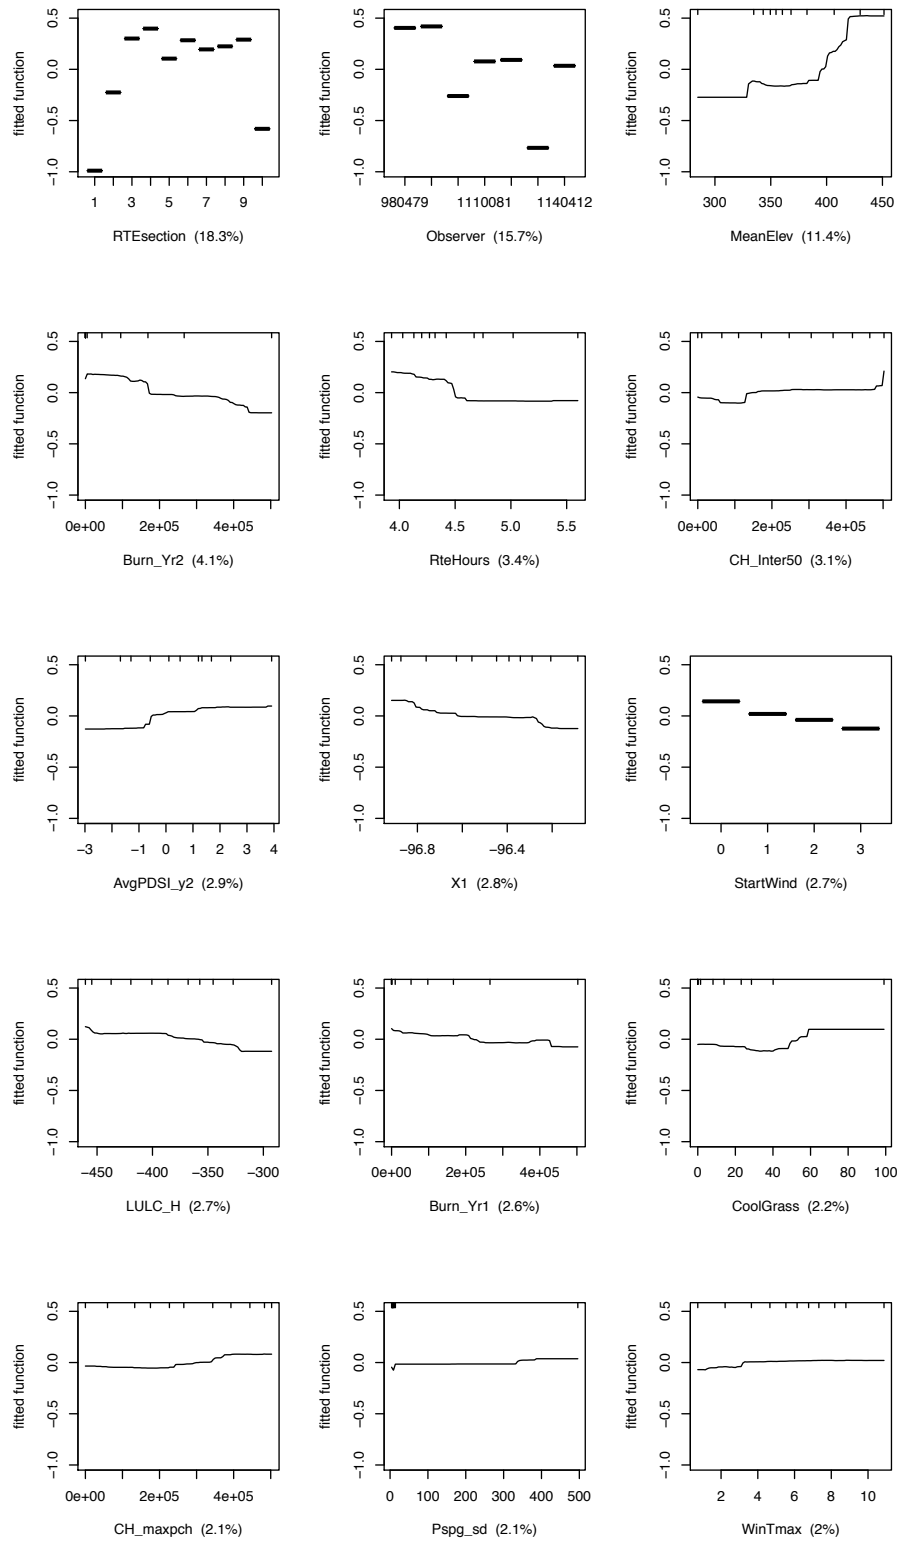 fitted function
−1.0 −0.5 0.0 0.5
1 3 5 7 9
RTEsection (18.3%)
fitted function
−1.0 −0.5 0.0 0.5
980479 1110081 1140412
Observer (15.7%)
fitted function
−1.0 −0.5 0.0 0.5
300 350 400 450
MeanElev (11.4%)
fitted function
−1.0 −0.5 0.0 0.5
0e+00 2e+05 4e+05
Burn_Yr2 (4.1%)
fitted function
−1.0 −0.5 0.0 0.5
4.0 4.5 5.0 5.5
RteHours (3.4%)
fitted function
−1.0 −0.5 0.0 0.5
0e+00 2e+05 4e+05
CH_Inter50 (3.1%)
fitted function
−1.0 −0.5 0.0 0.5
−3 −1 0 1 2 3 4
AvgPDSI_y2 (2.9%)
fitted function
−1.0 −0.5 0.0 0.5
−96.8 −96.4
X1 (2.8%)
fitted function
−1.0 −0.5 0.0 0.5
0 1 2 3
StartWind (2.7%)
fitted function
−1.0 −0.5 0.0 0.5
−450 −400 −350 −300
LULC_H (2.7%)
fitted function
−1.0 −0.5 0.0 0.5
0e+00 2e+05 4e+05
Burn_Yr1 (2.6%)
fitted function
−1.0 −0.5 0.0 0.5
0 20 40 60 80 100
CoolGrass (2.2%)
fitted function
−1.0 −0.5 0.0 0.5
0e+00 2e+05 4e+05
CH_maxpch (2.1%)
fitted function
−1.0 −0.5 0.0 0.5
0 100 200 300 400 500
Pspg_sd (2.1%)
fitted function
−1.0 −0.5 0.0 0.5
2 4 6 8 10
WinTmax (2%)